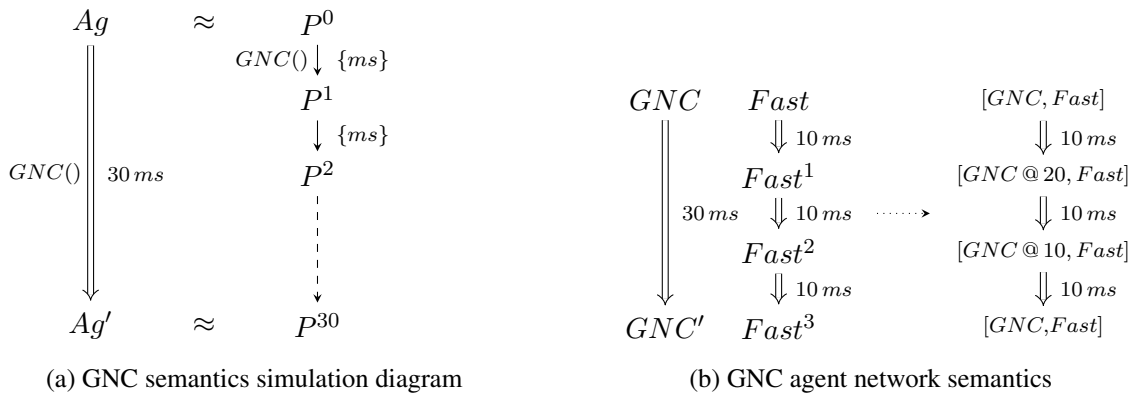 Ag ≈ P^0
GNC() {ms}
P^1
{ms}
P^2
GNC() 30 ms
Ag′ ≈ P^30
(a) GNC semantics simulation diagram
GNC Fast [GNC, Fast]
10 ms 10 ms
Fast^1 [GNC @ 20, Fast]
30 ms 10 ms 10 ms
Fast^2 [GNC @ 10, Fast]
10 ms 10 ms
GNC′ Fast^3 [GNC,Fast]
(b) GNC agent network semantics